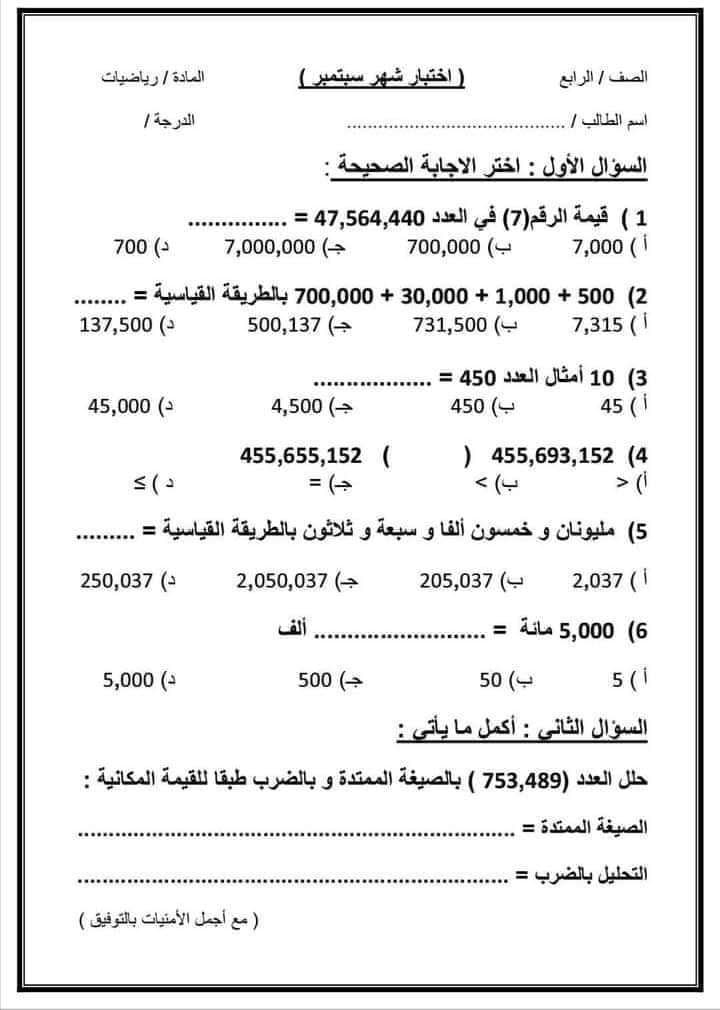 الصف / الرابع ( اختبار شهر سبتمبر ) المادة / رياضيات
اسم الطالب / .......................................... الدرجة /
السؤال الأول : اختر الاجابة الصحيحة :
1 ) قيمة الرقم(7) في العدد 47,564,440 = ...............
أ ) 7,000 ب) 700,000 جـ) 7,000,000 د) 700
2) 500 + 1,000 + 30,000 + 700,000 بالطريقة القياسية = ........
أ ) 7,315 ب) 731,500 جـ) 500,137 د) 137,500
3) 10 أمثال العدد 450 = ..................
أ ) 45 ب) 450 جـ) 4,500 د) 45,000
4) 455,693,152 ( ) 455,655,152
أ) < ب) > جـ) = د ) ≥
5) مليونان و خمسون ألفا و سبعة و ثلاثون بالطريقة القياسية = .........
أ ) 2,037 ب) 205,037 جـ) 2,050,037 د) 250,037
6) 5,000 مائة = .......................... ألف
أ ) 5 ب) 50 جـ) 500 د) 5,000
السؤال الثاني : أكمل ما يأتي :
حلل العدد (753,489 ) بالصيغة الممتدة و بالضرب طبقا للقيمة المكانية :
الصيغة الممتدة = ......................................................................
التحليل بالضرب = .....................................................................
( مع أجمل الأمنيات بالتوفيق )